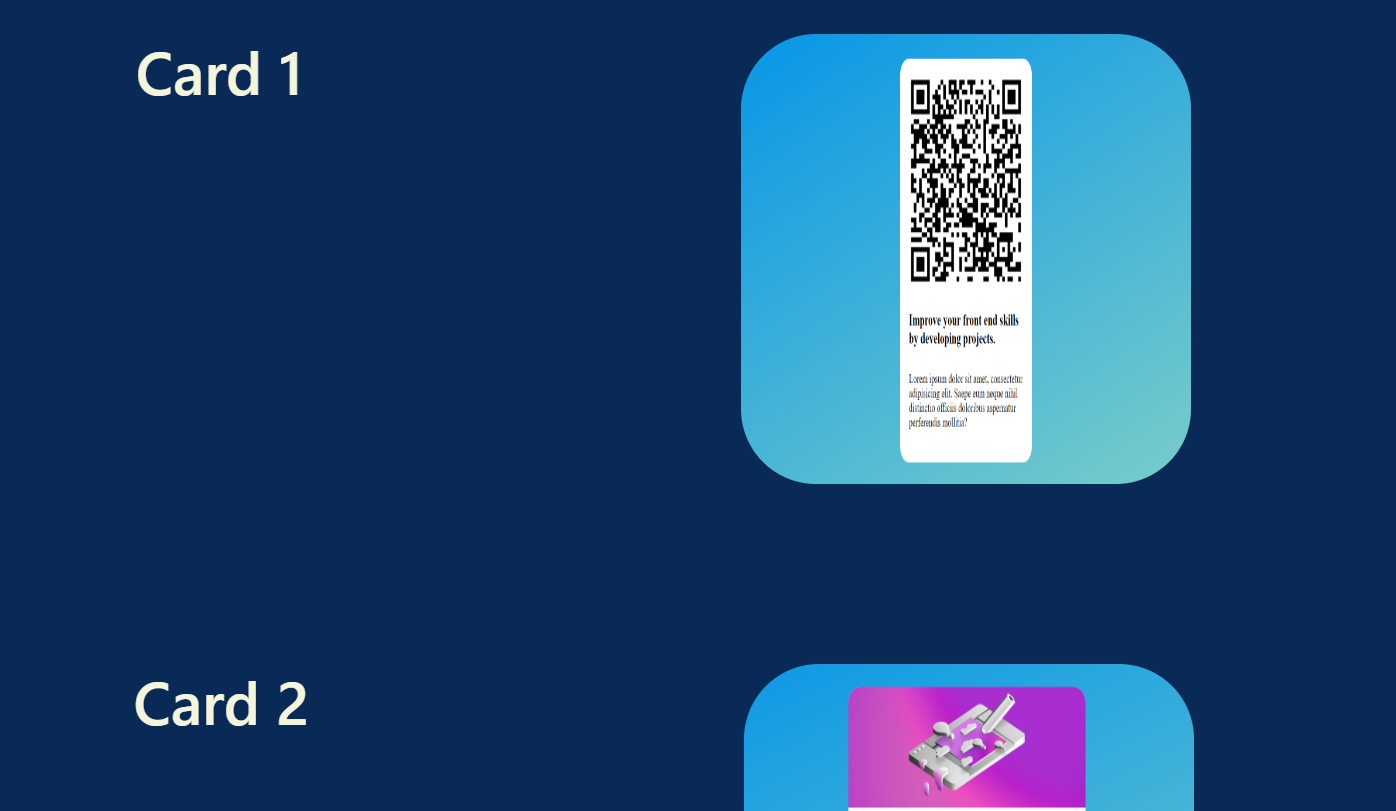 Card 1
Improve your front end skills
by developing projects.
Lorem ipsum dolor sit amet, consectetur
adipisicing elit. Saepe eum neque nihil
distinctio officiis doloribus aspernatur
perferendis mollitia?
Card 2